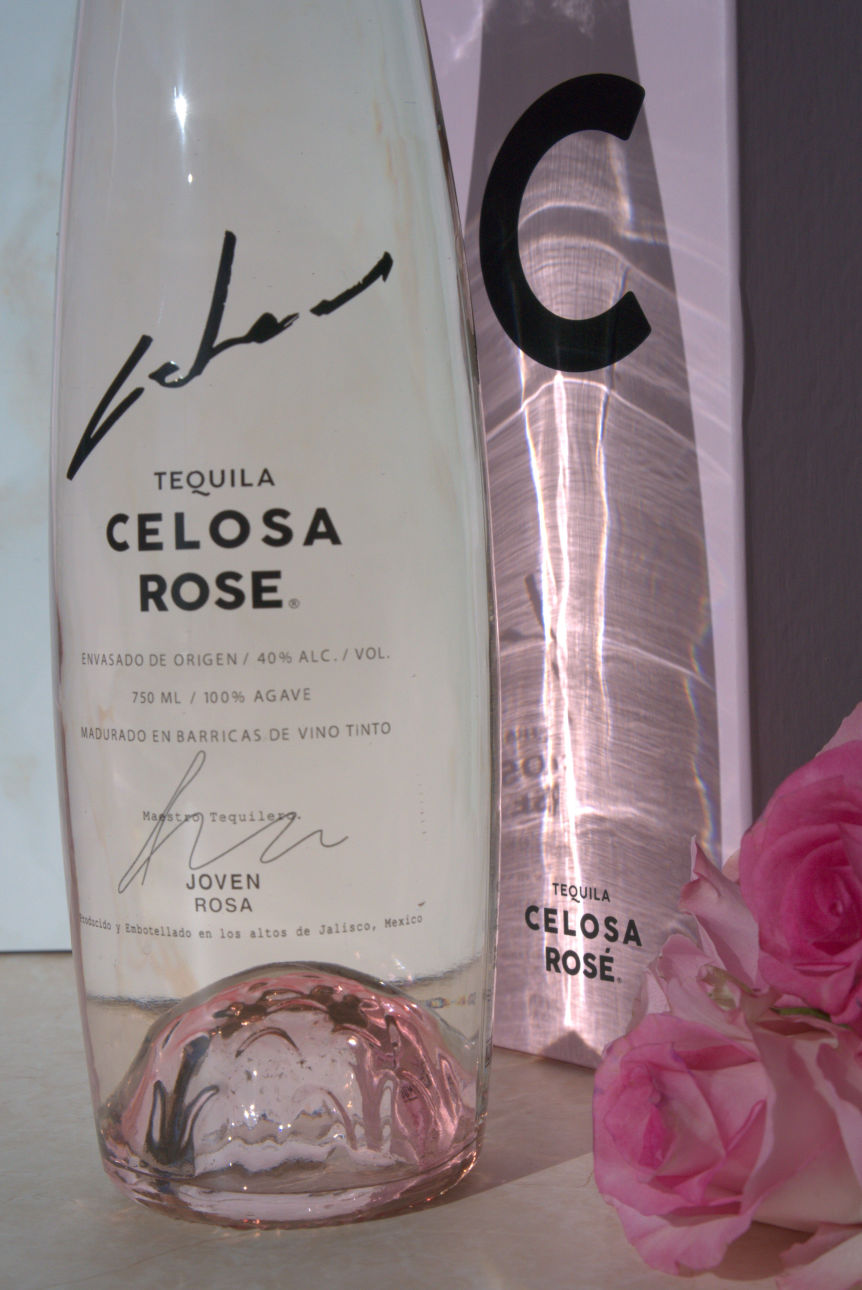 Celosa
TEQUILA
CELOSA
ROSE®
ENVASADO DE ORIGEN / 40% ALC. / VOL.
750 ML / 100% AGAVE
MADURADO EN BARRICAS DE VINO TINTO
Maestro Tequilero.
JOVEN
ROSA
Producido y Embotellado en los altos de Jalisco, Mexico
C
TEQUILA
CELOSA
ROSÉ®